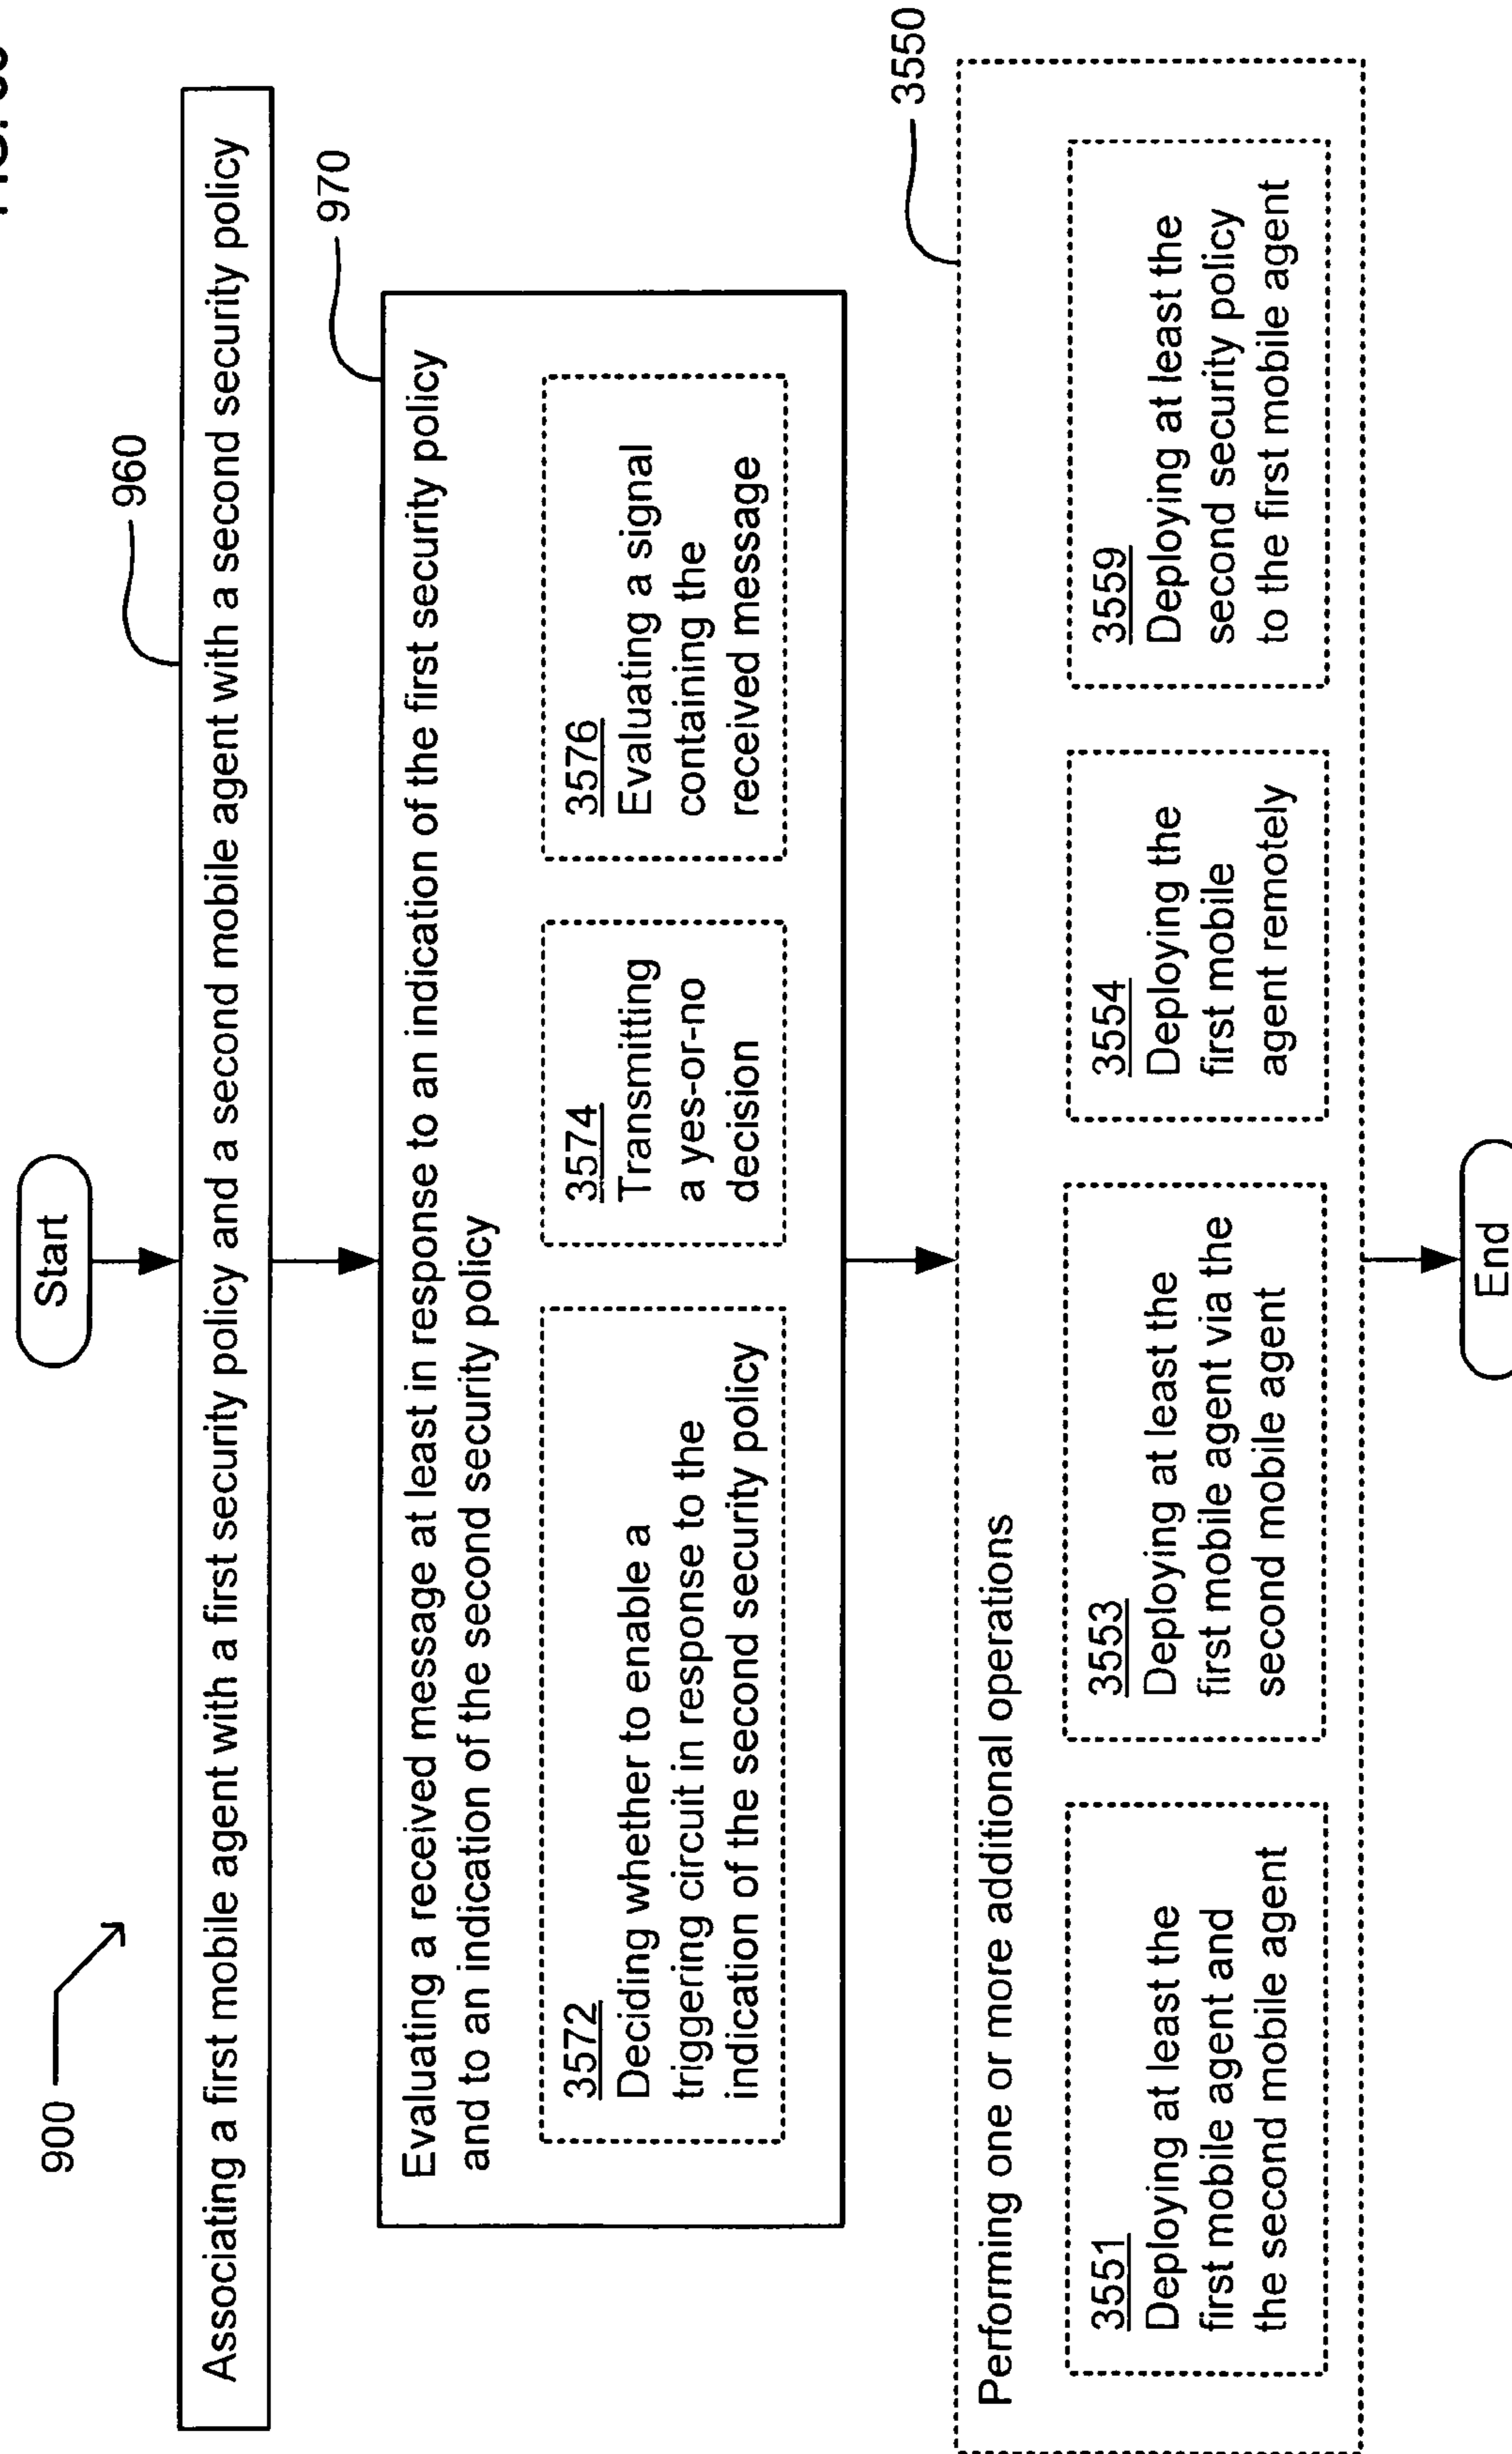 900
Start
960
Associating a first mobile agent with a first security policy and a second mobile agent with a second security policy
970
Evaluating a received message at least in response to an indication of the first security policy
and to an indication of the second security policy
3572
Deciding whether to enable a
triggering circuit in response to the
indication of the second security policy
3574
Transmitting
a yes-or-no
decision
3576
Evaluating a signal
containing the
received message
3550
Performing one or more additional operations
3551
Deploying at least the
first mobile agent and
the second mobile agent
3553
Deploying at least the
first mobile agent via the
second mobile agent
3554
Deploying the
first mobile
agent remotely
3559
Deploying at least the
second security policy
to the first mobile agent
End